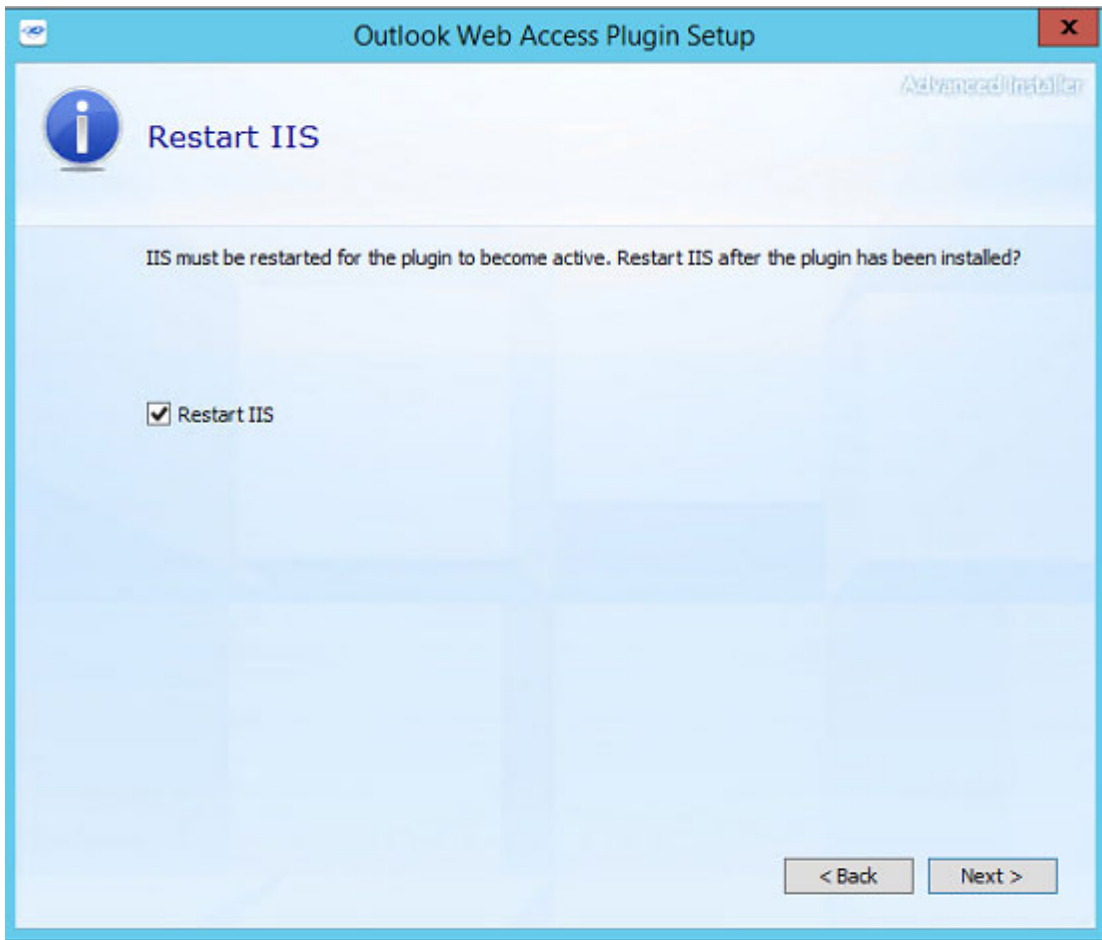 Outlook Web Access Plugin Setup
x
Advanced Installer
Restart IIS
IIS must be restarted for the plugin to become active. Restart IIS after the plugin has been installed?
Restart IIS
< Back
Next >